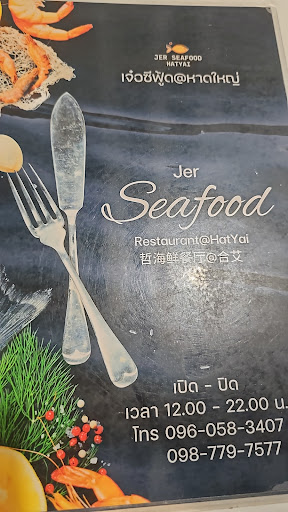 JER SEAFOOD
HATYAI
เจ๋อซีฟู้ด@หาดใหญ่
Jer
Seafood
Restaurant@HatYai
哲海鲜餐厅@合艾
เปิด - ปิด
เวลา 12.00 - 22.00 น.
โทร 096-058-3407
098-779-7577